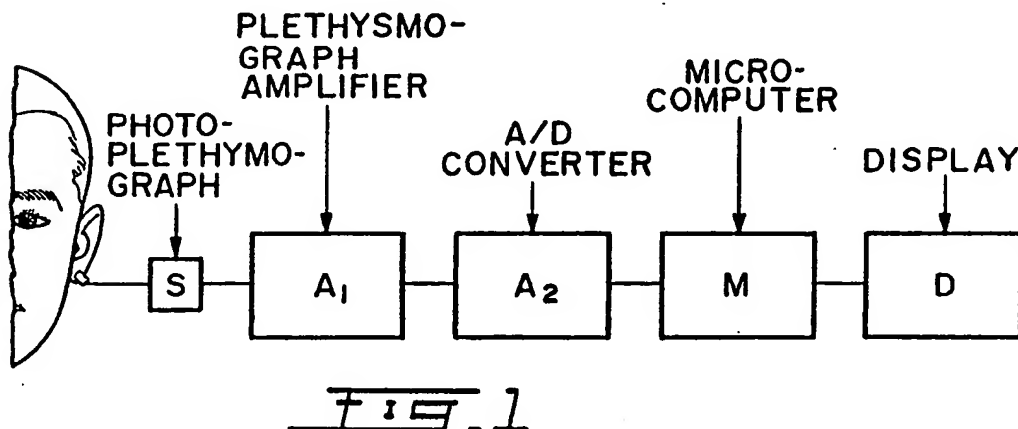 PLETHYSMO-
GRAPH
AMPLIFIER
PHOTO-
PLETHYMO-
GRAPH
A/D
CONVERTER
MICRO-
COMPUTER
DISPLAY
S
A1
A2
M
D
FIG. 1